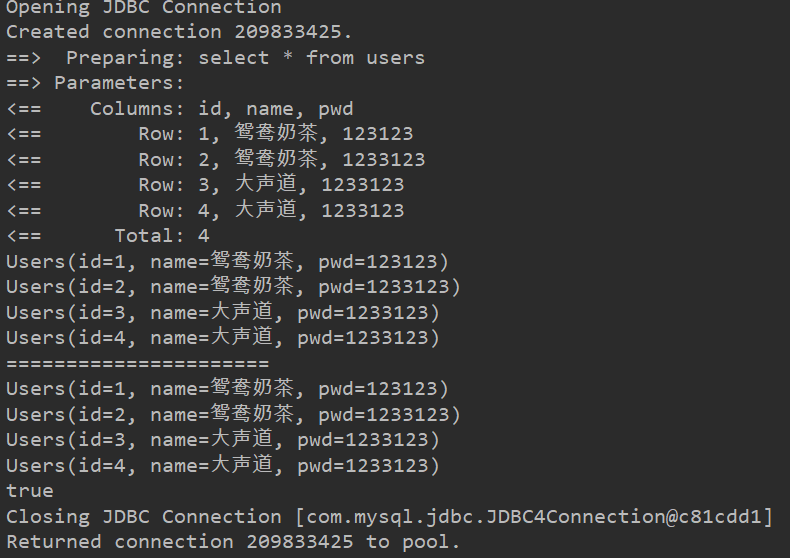 Opening JDBC Connection
Created connection 209833425.
==>  Preparing: select * from users
==> Parameters:
<==    Columns: id, name, pwd
<==        Row: 1, 鸳鸯奶茶, 123123
<==        Row: 2, 鸳鸯奶茶, 1233123
<==        Row: 3, 大声道, 1233123
<==        Row: 4, 大声道, 1233123
<==      Total: 4
Users(id=1, name=鸳鸯奶茶, pwd=123123)
Users(id=2, name=鸳鸯奶茶, pwd=1233123)
Users(id=3, name=大声道, pwd=1233123)
Users(id=4, name=大声道, pwd=1233123)
======================
Users(id=1, name=鸳鸯奶茶, pwd=123123)
Users(id=2, name=鸳鸯奶茶, pwd=1233123)
Users(id=3, name=大声道, pwd=1233123)
Users(id=4, name=大声道, pwd=1233123)
true
Closing JDBC Connection [com.mysql.jdbc.JDBC4Connection@c81cdd1]
Returned connection 209833425 to pool.